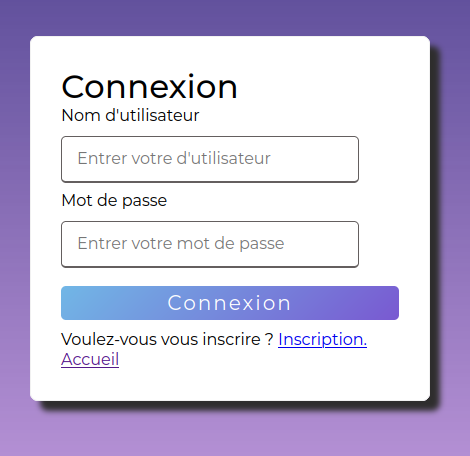 Connexion
Nom d'utilisateur
Entrer votre d'utilisateur
Mot de passe
Entrer votre mot de passe
Connexion
Voulez-vous vous inscrire ? Inscription.
Accueil